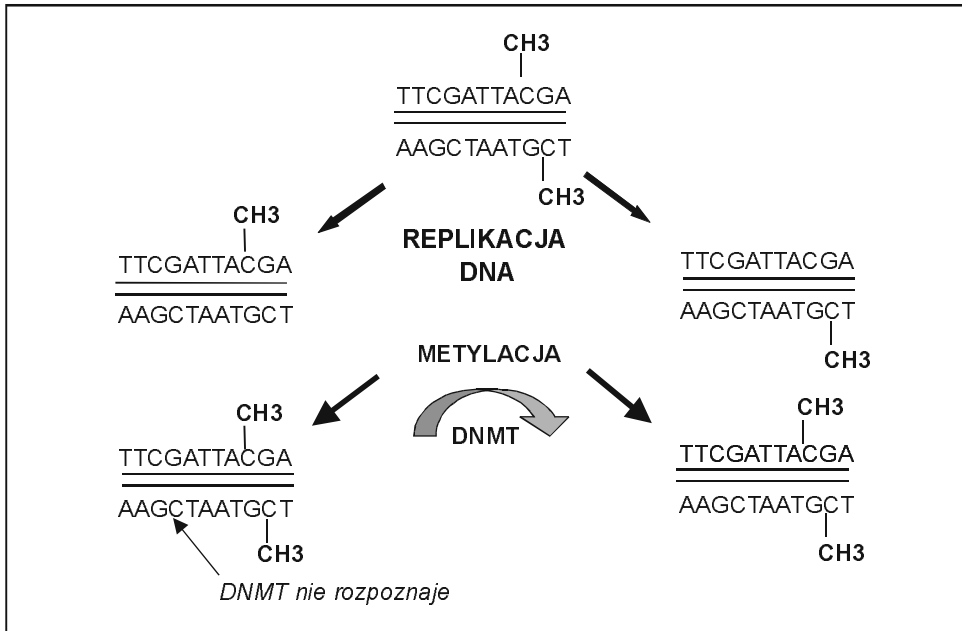 CH3
TTCGATTACGA
AAGCTAATGCT
CH3
REPLIKACJA
DNA
CH3
TTCGATTACGA
AAGCTAATGCT
TTCGATTACGA
AAGCTAATGCT
CH3
METYLACJA
DNMT
CH3
TTCGATTACGA
AAGCTAATGCT
CH3
DNMT nie rozpoznaje
CH3
TTCGATTACGA
AAGCTAATGCT
CH3